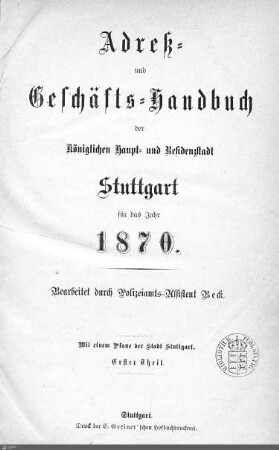 Adreß-
und
Geschäfts-Handbuch
der
Königlichen Haupt- und Residenzstadt
Stuttgart
für das Jahr
1870.
Bearbeitet durch Polizeiamts-Assistent Beck.
Mit einem Plane der Stadt Stuttgart.
Erster Theil.
Stuttgart.
Druck der C. Greiner'schen Hofbuchdruckerei.